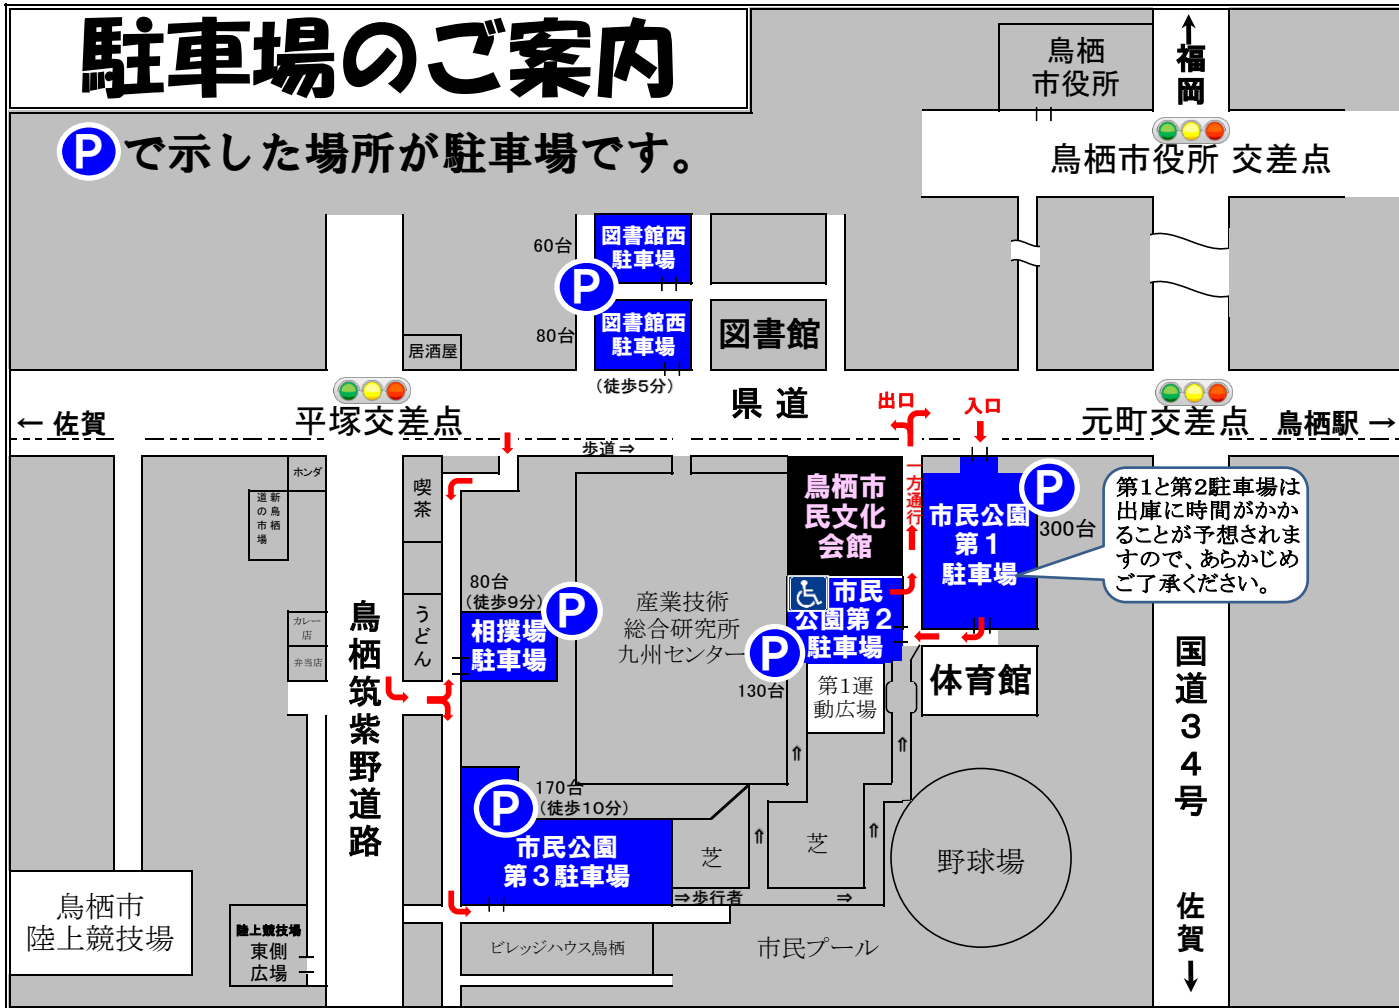 駐車場のご案内
Pで示した場所が駐車場です。
鳥栖
市役所
↑福岡
鳥栖市役所 交差点
60台
図書館西
駐車場
P
80台
図書館西
駐車場
(徒歩5分)
図書館
居酒屋
県 道
← 佐賀
平塚交差点
出口
入口
元町交差点
鳥栖駅 →
歩道⇒
ホンダ
新鳥栖
道の市場
喫茶
鳥栖市
民文化
会館
一方通行
市民公園
第1
駐車場
P
300台
第1と第2駐車場は
出庫に時間がかか
ることが予想されま
すので、あらかじめ
ご了承ください。
80台
(徒歩9分)
P
相撲場
駐車場
うどん
カレー
店
弁当店
産業技術
総合研究所
九州センター
市民
公園第2
駐車場
P
130台
第1運
動広場
体育館
鳥栖筑紫野道路
国道34号
170台
(徒歩10分)
P
市民公園
第3駐車場
芝
⇑
芝
⇑
⇑
⇑
野球場
⇒歩行者
⇒
鳥栖市
陸上競技場
陸上競技場
東側
広場
ビレッジハウス鳥栖
市民プール
佐賀↓